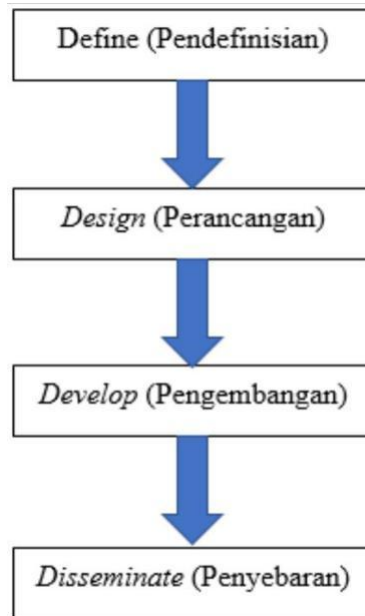 Define (Pendefinisian)
Design (Perancangan)
Develop (Pengembangan)
Disseminate (Penyebaran)